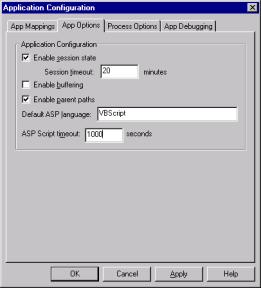 Application Configuration
App Mappings App Options Process Options App Debugging
Application Configuration
Enable session state
Session timeout: 20 minutes
Enable buffering
Enable parent paths
Default ASP language: VBScript
ASP Script timeout: 1000 seconds
OK Cancel Apply Help